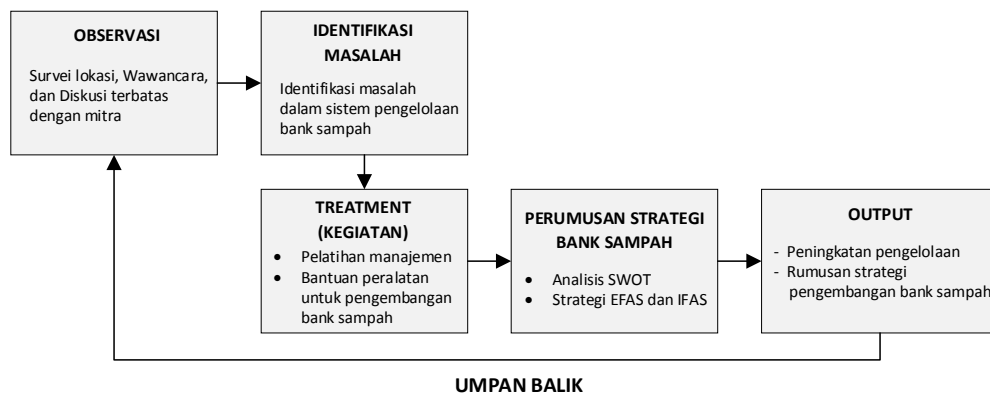 OBSERVASI
Survei lokasi, Wawancara,
dan Diskusi terbatas
dengan mitra
IDENTIFIKASI
MASALAH
Identifikasi masalah
dalam sistem pengelolaan
bank sampah
TREATMENT
(KEGIATAN)
• Pelatihan manajemen
• Bantuan peralatan
untuk pengembangan
bank sampah
PERUMUSAN STRATEGI
BANK SAMPAH
• Analisis SWOT
• Strategi EFAS dan IFAS
OUTPUT
- Peningkatan pengelolaan
- Rumusan strategi
pengembangan bank sampah
UMPAN BALIK